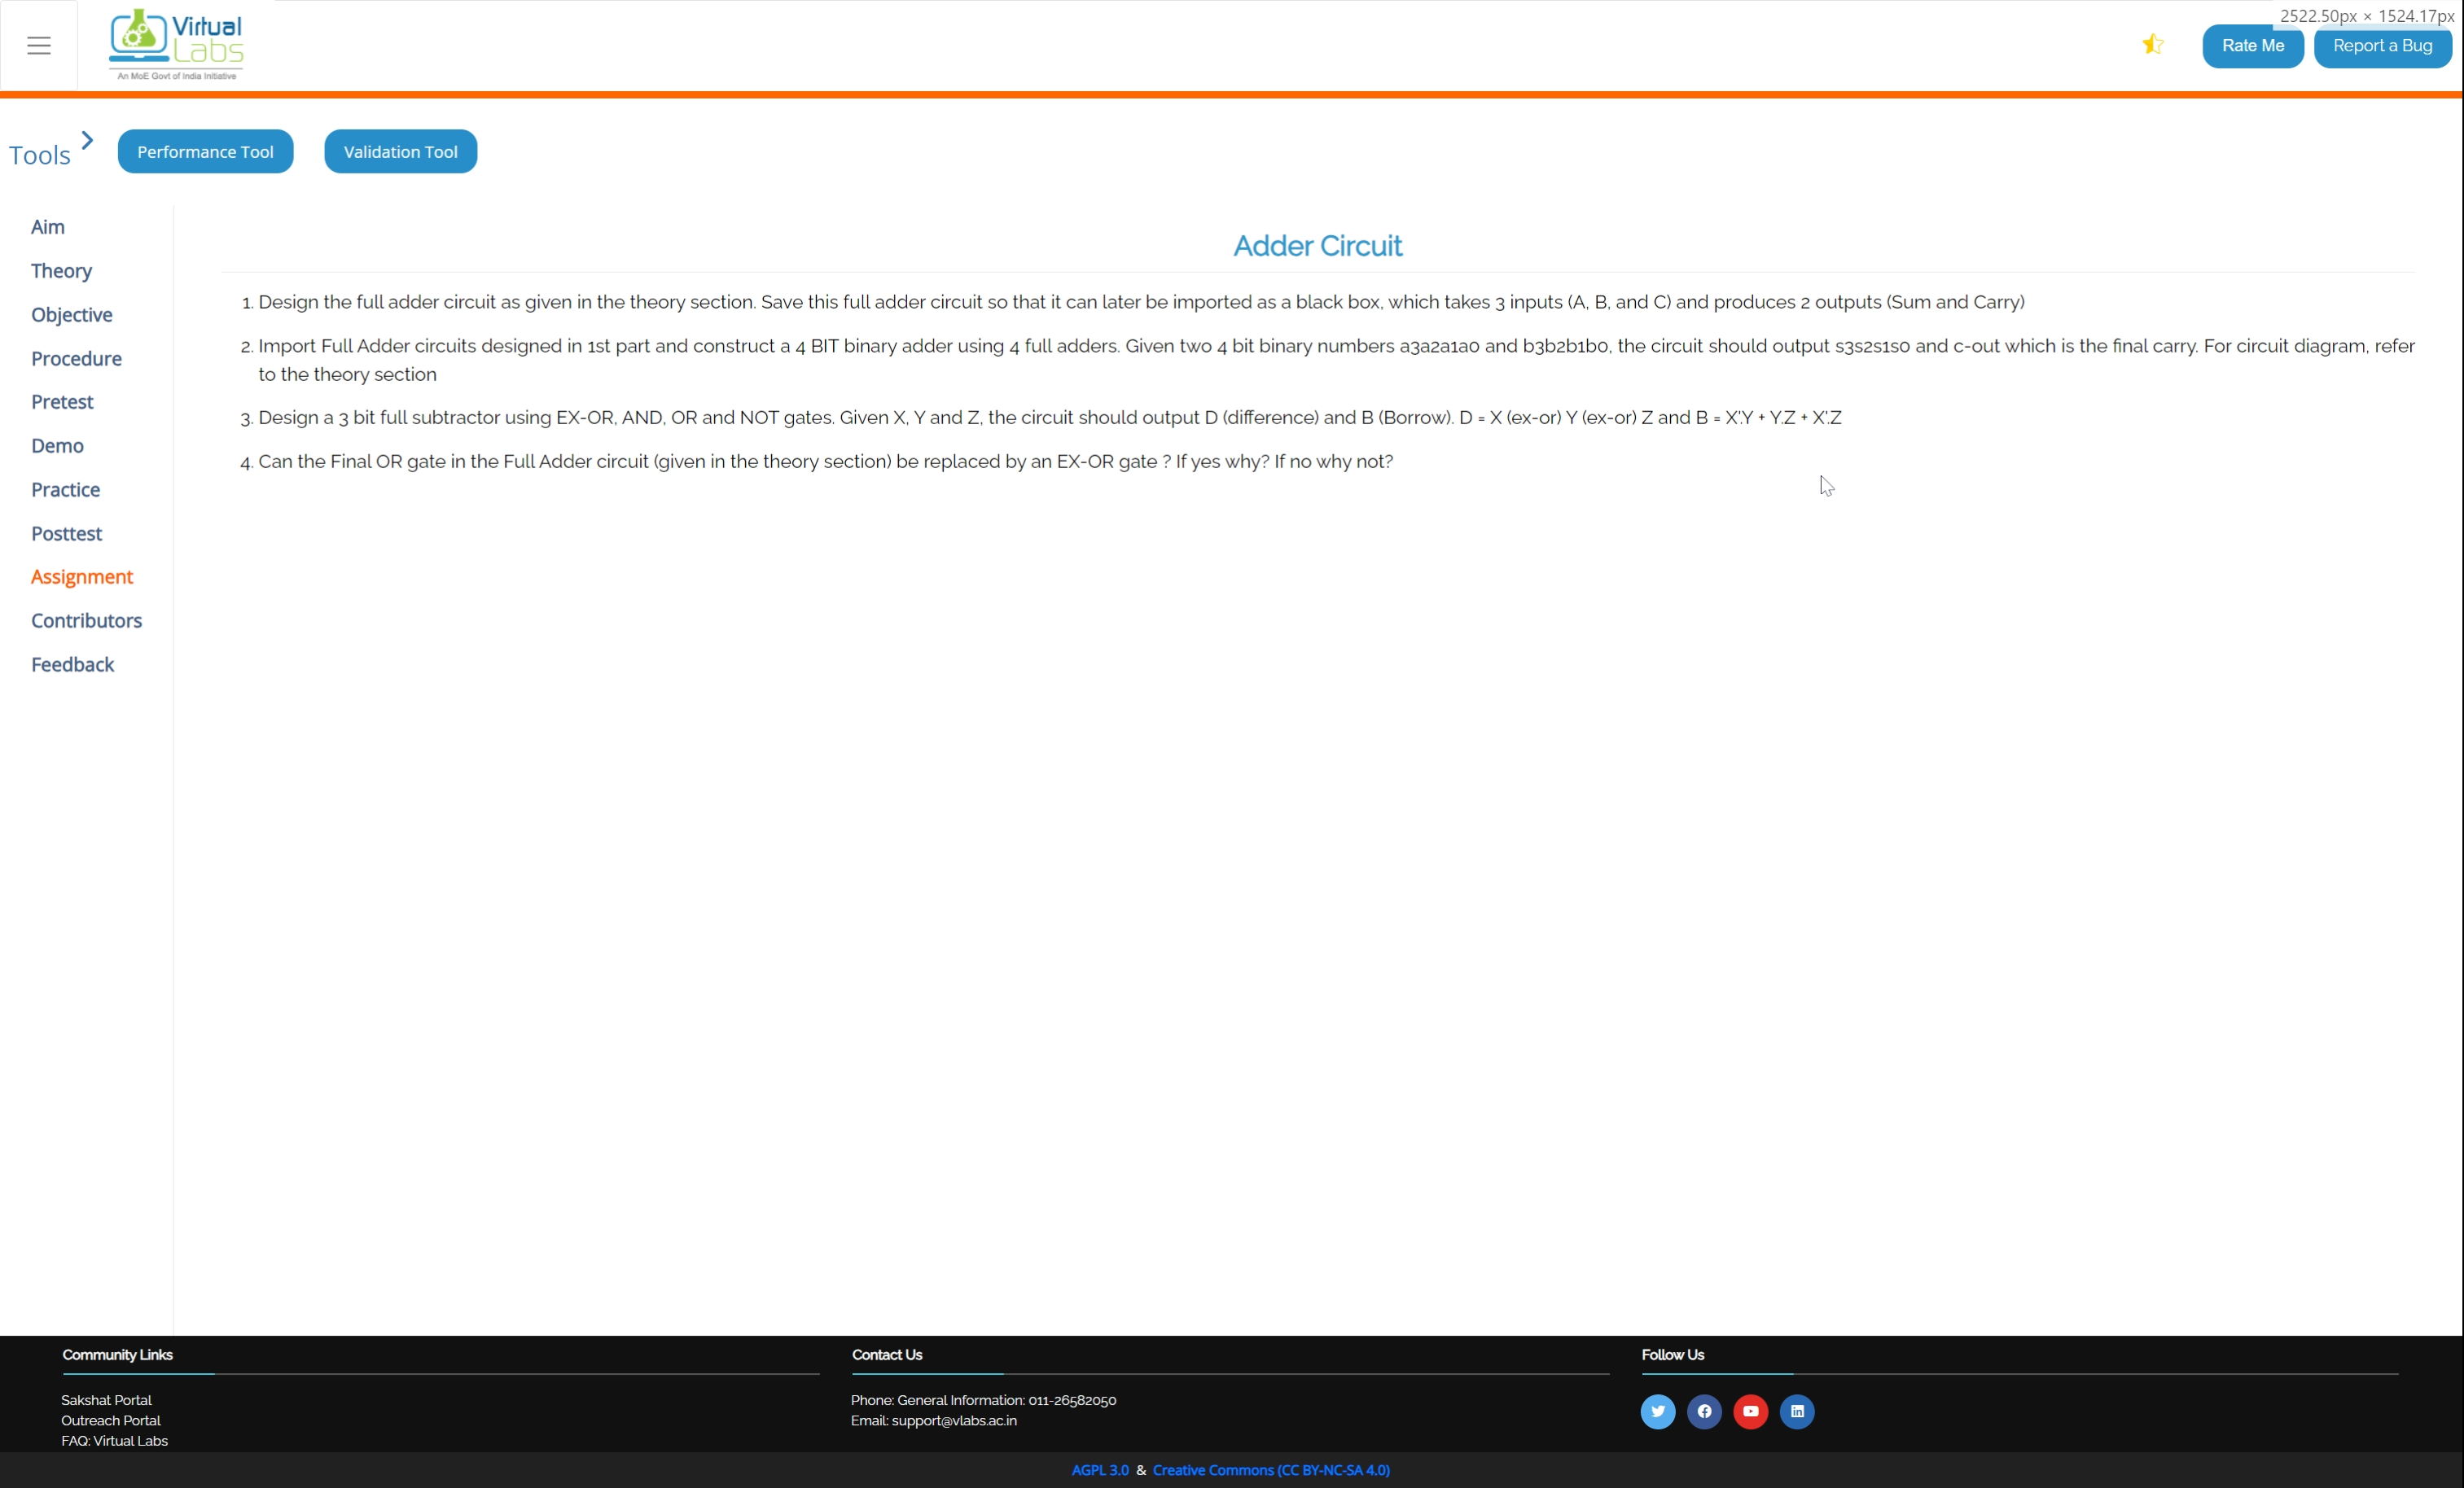 2522.50px × 1524.17px
Virtual
Labs
An MoE Govt of India Initiative
Rate Me
Report a Bug
Tools
Performance Tool
Validation Tool
Aim
Theory
Objective
Procedure
Pretest
Demo
Practice
Posttest
Assignment
Contributors
Feedback
Adder Circuit
1. Design the full adder circuit as given in the theory section. Save this full adder circuit so that it can later be imported as a black box, which takes 3 inputs (A, B, and C) and produces 2 outputs (Sum and Carry)
2. Import Full Adder circuits designed in 1st part and construct a 4 BIT binary adder using 4 full adders. Given two 4 bit binary numbers a3a2a1a0 and b3b2b1b0, the circuit should output s3s2s1s0 and c-out which is the final carry. For circuit diagram, refer
to the theory section
3. Design a 3 bit full subtractor using EX-OR, AND, OR and NOT gates. Given X, Y and Z, the circuit should output D (difference) and B (Borrow). D = X (ex-or) Y (ex-or) Z and B = X'.Y + Y.Z + X'.Z
4. Can the Final OR gate in the Full Adder circuit (given in the theory section) be replaced by an EX-OR gate ? If yes why? If no why not?
Community Links
Sakshat Portal
Outreach Portal
FAQ: Virtual Labs
Contact Us
Phone: General Information: 011-26582050
Email: support@vlabs.ac.in
Follow Us
AGPL 3.0 & Creative Commons (CC BY-NC-SA 4.0)